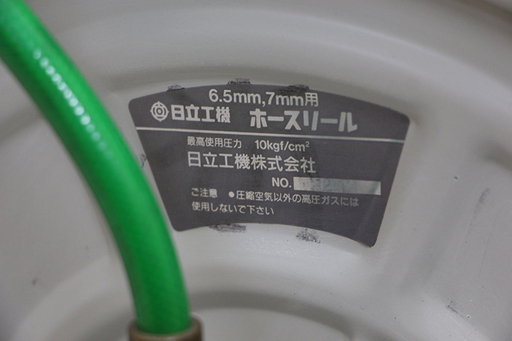 6.5mm,7mm用
日立工機 ホースリール
最高使用圧力 10kgf/cm²
日立工機株式会社
NO.
ご注意 ●圧縮空気以外の高圧ガスには
使用しないで下さい